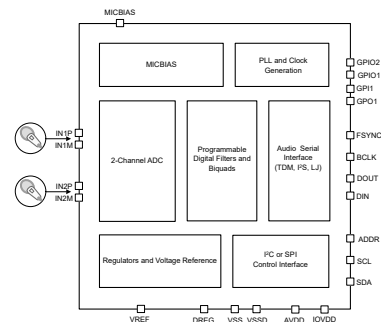 MICBIAS
MICBIAS
PLL and Clock
Generation
GPIO2
GPIO1
GPI1
GPO1
IN1P
IN1M
IN2P
IN2M
2-Channel ADC
Programmable
Digital Filters and
Biquads
Audio Serial
Interface
(TDM, I²S, LJ)
FSYNC
BCLK
DOUT
DIN
Regulators and Voltage Reference
I²C or SPI
Control Interface
ADDR
SCL
SDA
VREF
DREG
VSS
VSSD
AVDD
IOVDD